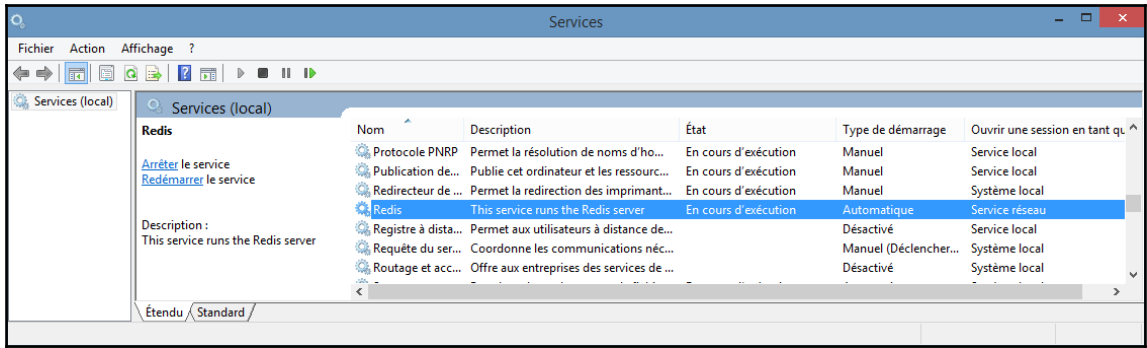 Services
Fichier Action Affichage ?
Services (local)
Services (local)
Redis
Arrêter le service
Redémarrer le service
Description :
This service runs the Redis server
Nom Description État Type de démarrage Ouvrir une session en tant qu
Protocole PNRP Permet la résolution de noms d'ho... En cours d'exécution Manuel Service local
Publication de... Publie cet ordinateur et les ressourc... En cours d'exécution Manuel Service local
Redirecteur de ... Permet la redirection des imprimant... En cours d'exécution Manuel Système local
Redis This service runs the Redis server En cours d'exécution Automatique Service réseau
Registre à dista... Permet aux utilisateurs à distance de... Désactivé Service local
Requête du ser... Coordonne les communications néc... Manuel (Déclencher... Système local
Routage et acc... Offre aux entreprises des services de ... Désactivé Système local
Étendu Standard